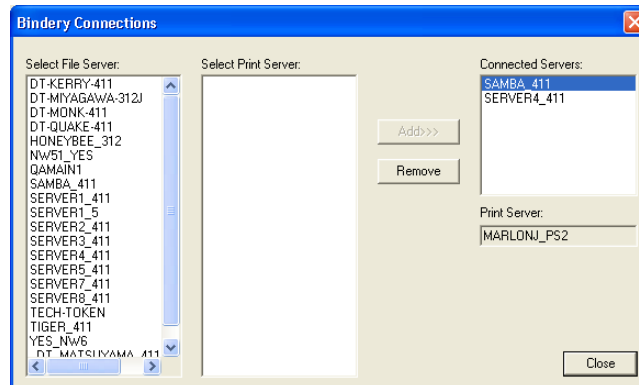 Bindery Connections
Select File Server:
DT-KERRY-411
DT-MIYAGAWA-312J
DT-MONK-411
DT-QUAKE-411
HONEYBEE_312
NW51_YES
QAMAIN1
SAMBA_411
SERVER1_411
SERVER1_5
SERVER2_411
SERVER3_411
SERVER4_411
SERVER5_411
SERVER7_411
SERVER8_411
TECH-TOKEN
TIGER_411
YES_NW6
_DT_MATSUYAMA_411
Select Print Server:
Add>>>
Remove
Connected Servers:
SAMBA_411
SERVER4_411
Print Server:
MARLONJ_PS2
Close